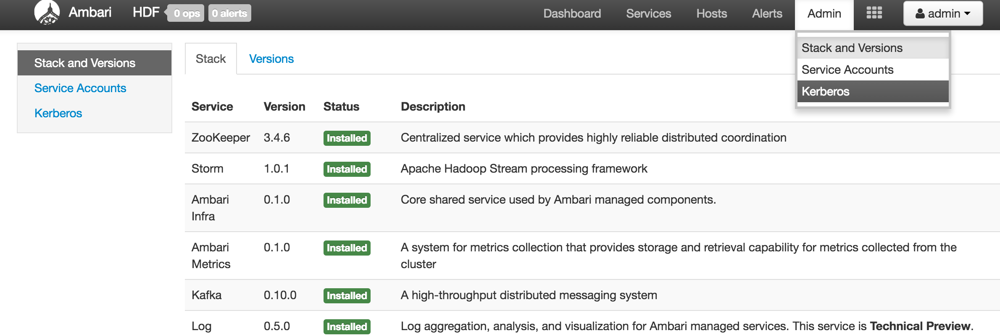 Ambari HDF 0 ops 0 alerts Dashboard Services Hosts Alerts Admin admin
Stack and Versions
Service Accounts
Kerberos
Stack and Versions
Service Accounts
Kerberos
Stack Versions
Service Version Status Description
ZooKeeper 3.4.6 Installed Centralized service which provides highly reliable distributed coordination
Storm 1.0.1 Installed Apache Hadoop Stream processing framework
Ambari 0.1.0 Installed Core shared service used by Ambari managed components.
Infra
Ambari 0.1.0 Installed A system for metrics collection that provides storage and retrieval capability for metrics collected from the
Metrics cluster
Kafka 0.10.0 Installed A high-throughput distributed messaging system
Log 0.5.0 Installed Log aggregation, analysis, and visualization for Ambari managed services. This service is Technical Preview.